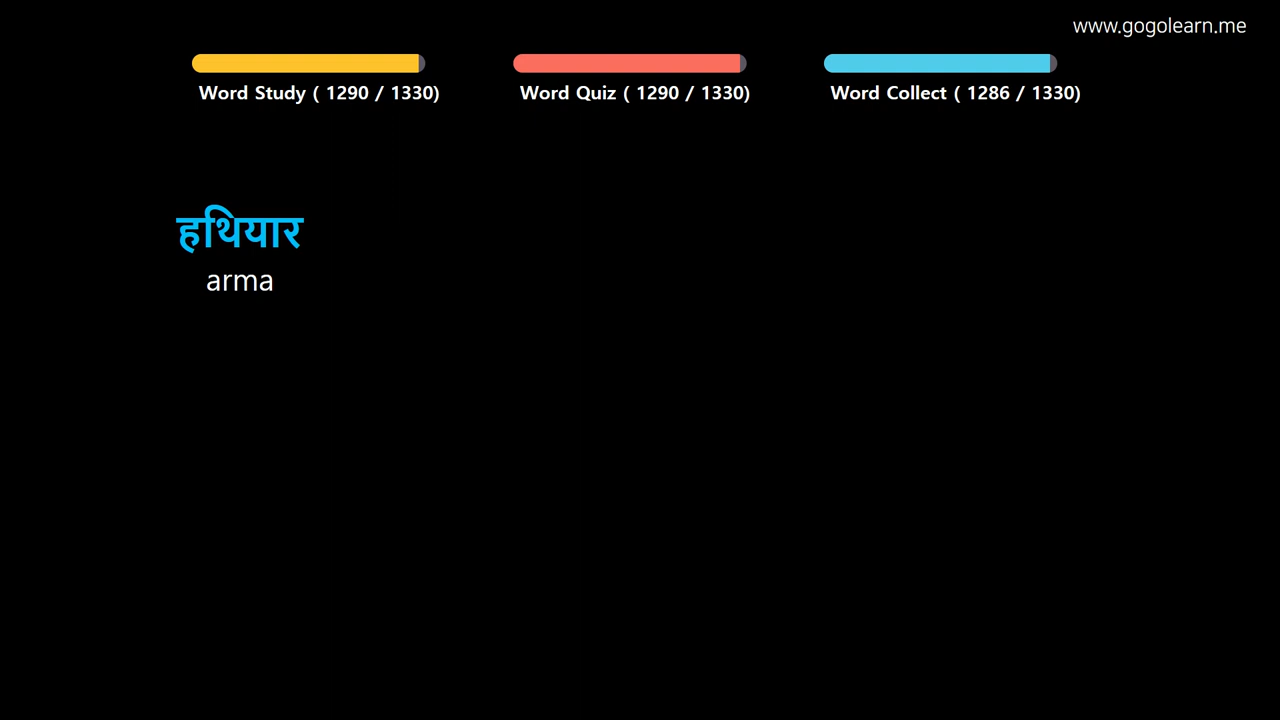 www.gogolearn.me
Word Study ( 1290 / 1330)
Word Quiz ( 1290 / 1330)
Word Collect ( 1286 / 1330)
हथियार
arma